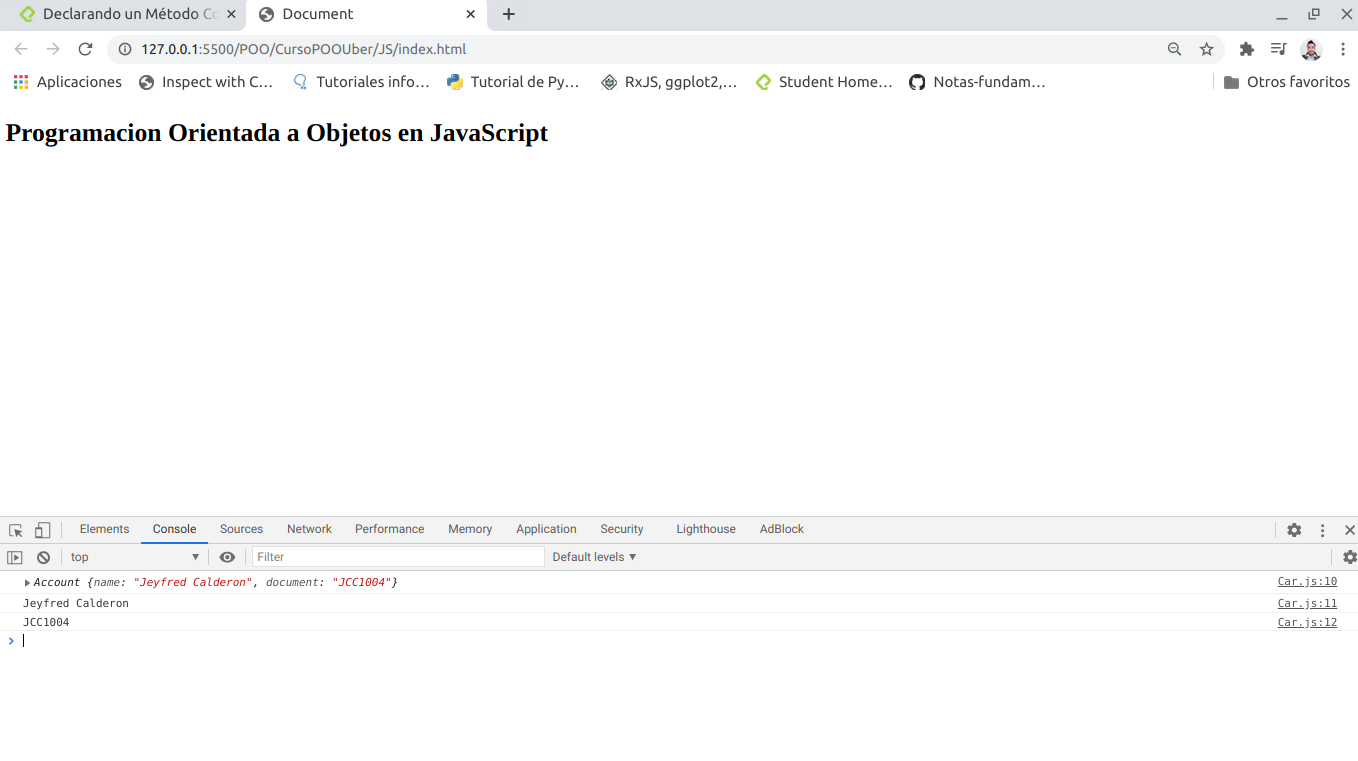 Declarando un Método Co
Document
127.0.0.1:5500/POO/CursoPOOUber/JS/index.html
Aplicaciones
Inspect with C...
Tutoriales info...
Tutorial de Py...
RxJS, ggplot2,...
Student Home...
Notas-fundam...
Otros favoritos
Programacion Orientada a Objetos en JavaScript
Elements
Console
Sources
Network
Performance
Memory
Application
Security
Lighthouse
AdBlock
top
Filter
Default levels
Account {name: "Jeyfred Calderon", document: "JCC1004"}
Car.js:10
Jeyfred Calderon
Car.js:11
JCC1004
Car.js:12